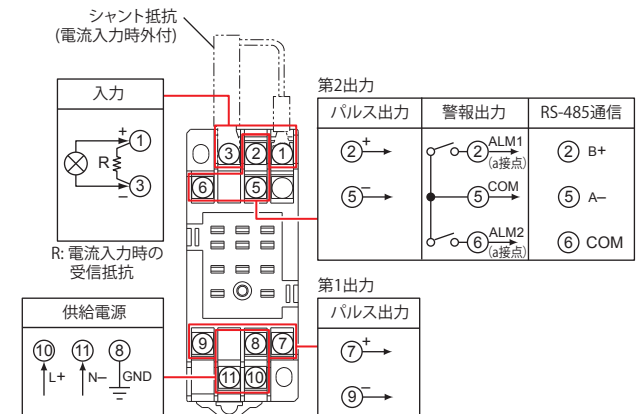 シャント抵抗
(電流入力時外付)
入力
+
①
R
③
−
R: 電流入力時の
受信抵抗
③ ② ①
⑥ ⑤
⑨ ⑧ ⑦
⑪ ⑩
供給電源
⑩ ⑪ ⑧
L+ N− GND
第2出力
パルス出力 警報出力 RS-485通信
②+ ② ALM1 ② B+
(a接点)
⑤− ⑤ COM ⑤ A−
⑥ ALM2 ⑥ COM
(a接点)
第1出力
パルス出力
⑦+
⑨−